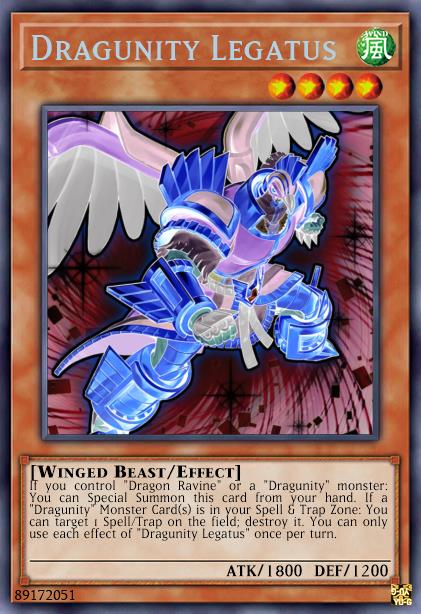 DRAGUNITY LEGATUS
WIND
風
[WINGED BEAST/EFFECT]
If you control "Dragon Ravine" or a "Dragunity" monster:
You can Special Summon this card from your hand. If a
"Dragunity" Monster Card(s) is in your Spell & Trap Zone: You
can target 1 Spell/Trap on the field; destroy it. You can only
use each effect of "Dragunity Legatus" once per turn.
ATK/1800 DEF/1200
89172051